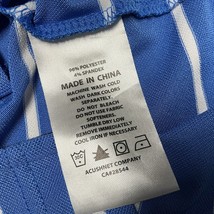 96% POLYESTER
4% SPANDEX
MADE IN CHINA
MACHINE WASH COLD
WASH DARK COLORS
SEPARATELY
DO NOT BLEACH
DO NOT USE FABRIC
SOFTENERS
TUMBLE DRY LOW
REMOVE IMMEDIATELY
COOL IRON IF NEEDED
ACUSHNET COMPANY
CA#28544